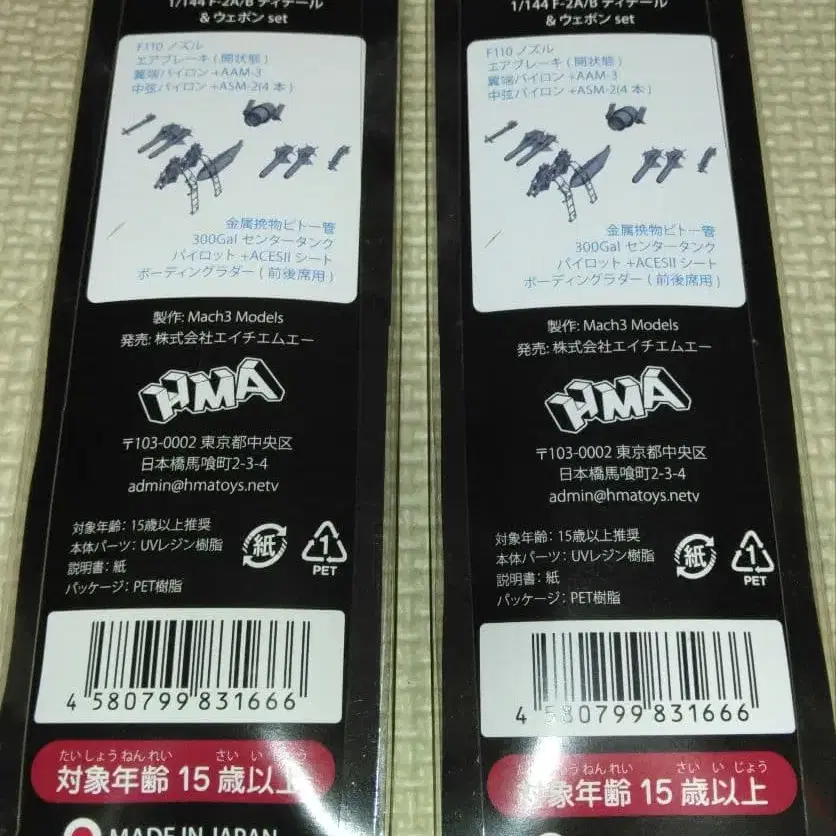 1/144 F-2A/B ディテール
& ウェポン set
F110 ノズル
エアブレーキ ( 開状態 )
翼端パイロン +AAM-3
中弦パイロン +ASM-2(4 本 )
金属挽物ピトー管
300Gal センタータンク
パイロット +ACESII シート
ボーディングラダー ( 前後席用 )
製作: Mach3 Models
発売: 株式会社エイチエムエー
HMA
〒103-0002 東京都中央区
日本橋馬喰町2-3-4
admin@hmatoys.netv
対象年齢：15歳以上推奨
本体パーツ：UVレジン樹脂
説明書：紙
パッケージ：PET樹脂
紙
1
PET
4 580799 831666
たいしょうねんれい さい いじょう
対象年齢 15 歳以上
MADE IN JAPAN
1/144 F-2A/B ディテール
& ウェポン set
F110 ノズル
エアブレーキ ( 開状態 )
翼端パイロン +AAM-3
中弦パイロン +ASM-2(4 本 )
金属挽物ピトー管
300Gal センタータンク
パイロット +ACESII シート
ボーディングラダー ( 前後席用 )
製作: Mach3 Models
発売: 株式会社エイチエムエー
HMA
〒103-0002 東京都中央区
日本橋馬喰町2-3-4
admin@hmatoys.netv
対象年齢：15歳以上推奨
本体パーツ：UVレジン樹脂
説明書：紙
パッケージ：PET樹脂
紙
1
PET
4 580799 831666
たいしょうねんれい さい いじょう
対象年齢 15 歳以上